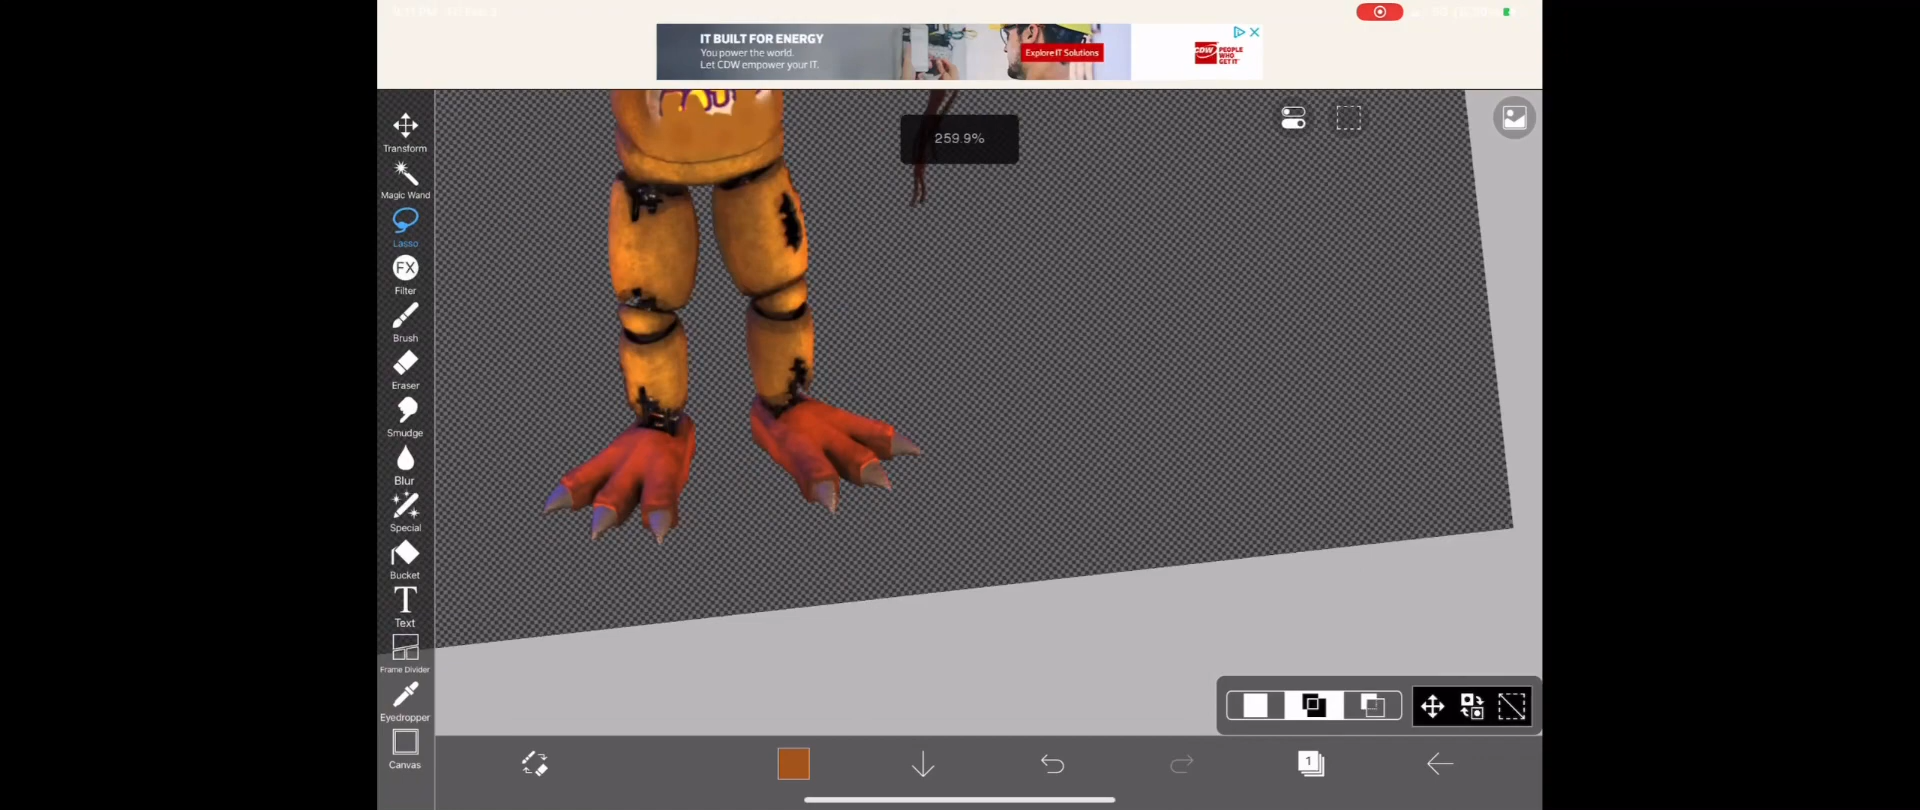 IT BUILT FOR ENERGY
You power the world.
Let CDW empower your IT.
Explore IT Solutions
CDW
PEOPLE
WHO
GET IT
259.9%
Transform
Magic Wand
Lasso
FX
Filter
Brush
Eraser
Smudge
Blur
Special
Bucket
T
Text
Frame Divider
Eyedropper
Canvas
1